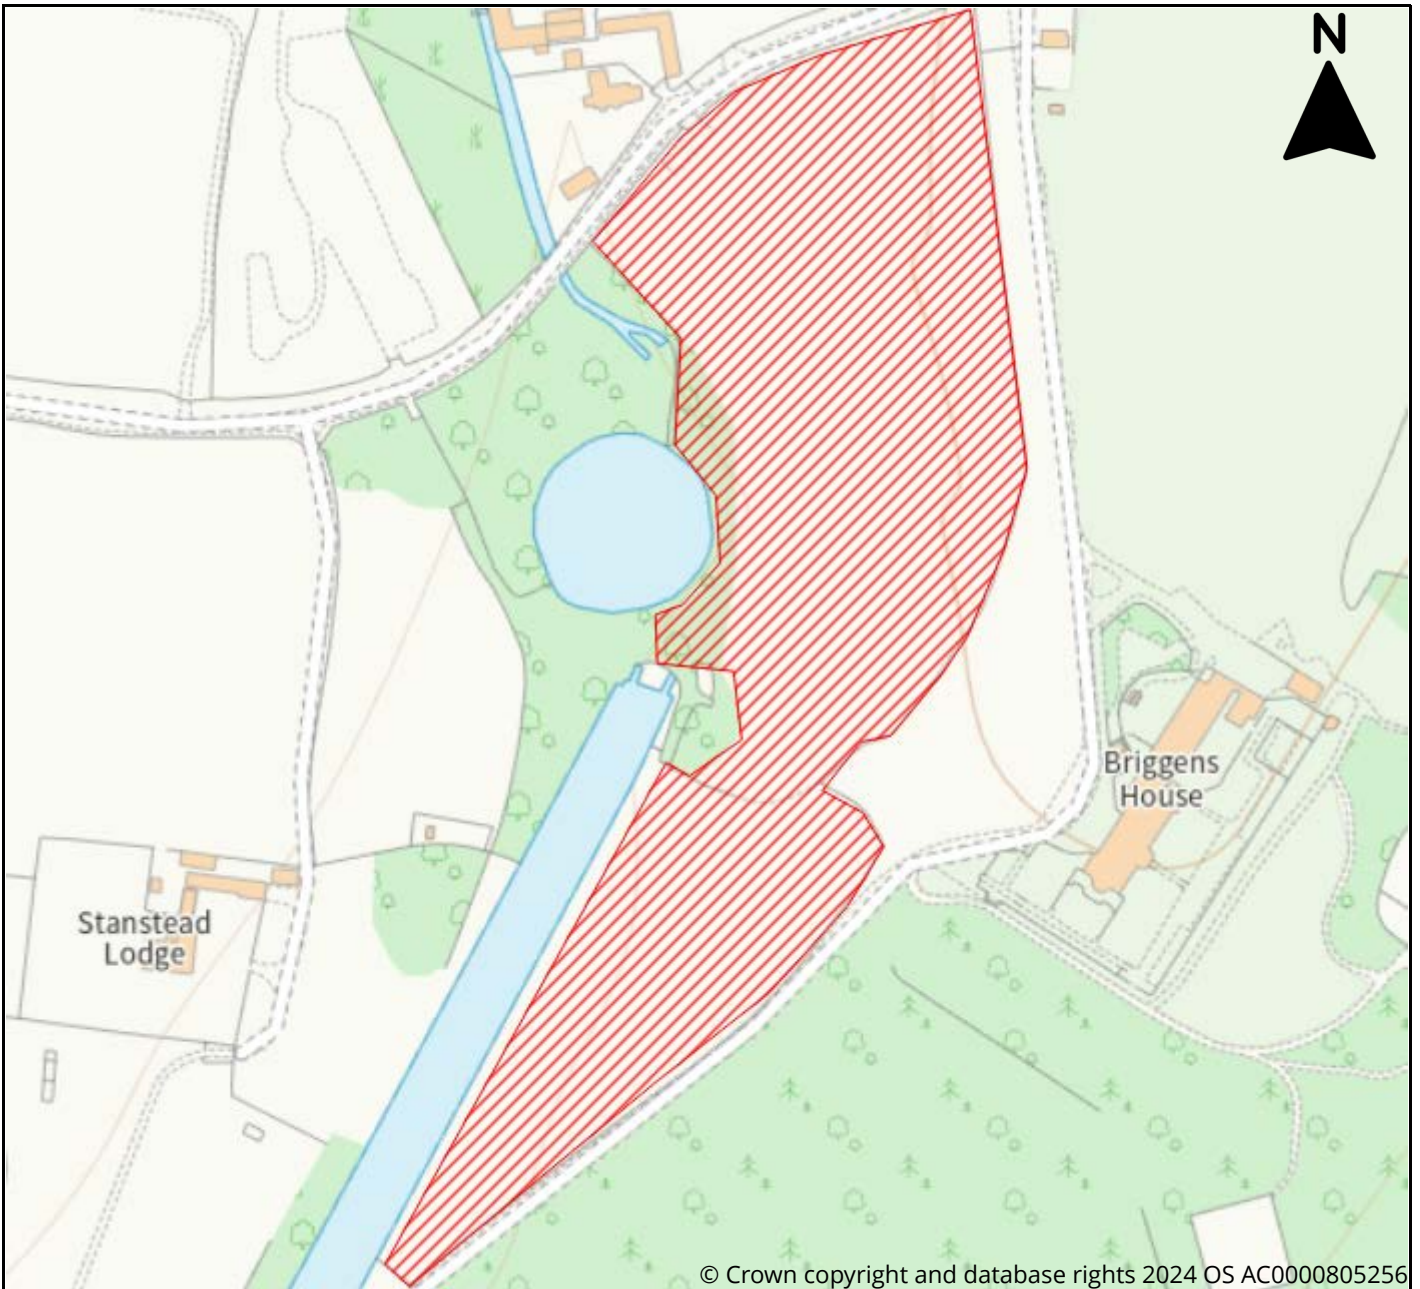 N
Briggens
House
Stanstead
Lodge
© Crown copyright and database rights 2024 OS AC0000805256